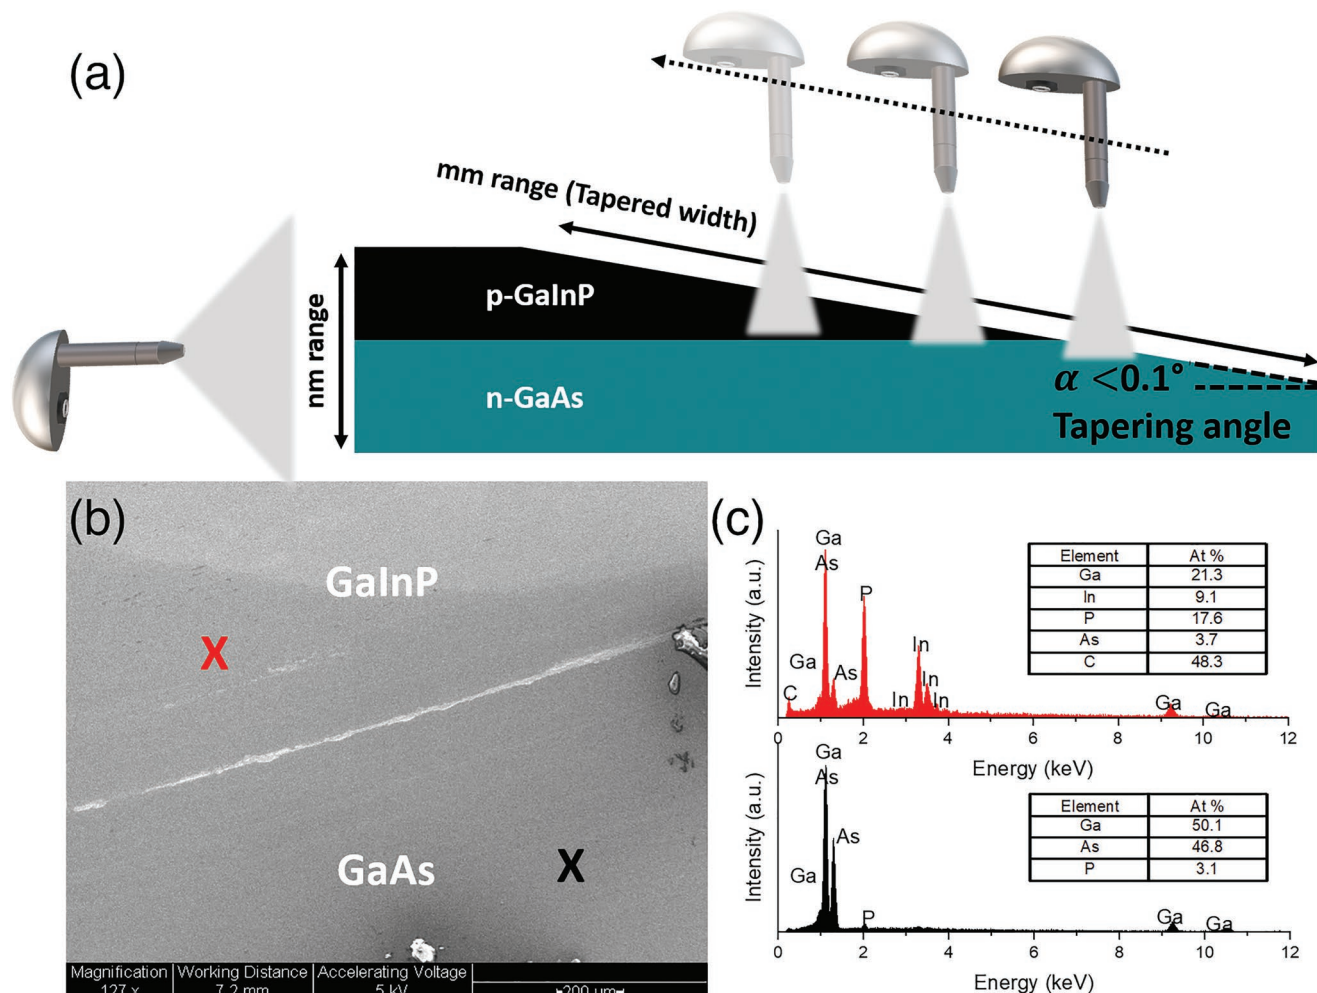 (a)
mm range (Tapered width)
nm range
p-GaInP
n-GaAs
α <0.1°
Tapering angle
(b)
GaInP
X
GaAs
X
Magnification
127 x
Working Distance
7.2 mm
Accelerating Voltage
5 kV
200 µm
(c)
Intensity (a.u.)
Ga
As
P
In
Ga
As
In
C
In
In
Ga
Ga
0 2 4 6 8 10 12
Energy (keV)
Element At %
Ga 21.3
In 9.1
P 17.6
As 3.7
C 48.3
Intensity (a.u.)
Ga
As
As
Ga
P
Ga
Ga
0 2 4 6 8 10 12
Energy (keV)
Element At %
Ga 50.1
As 46.8
P 3.1